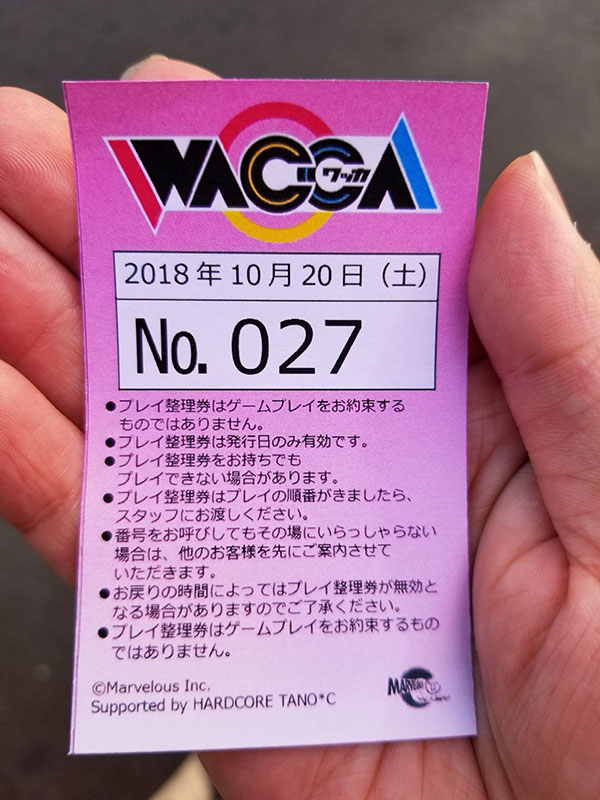 WACCA
ワッカ
2018年10月20日（土）
No. 027
●プレイ整理券はゲームプレイをお約束する
ものではありません。
●プレイ整理券は発行日のみ有効です。
●プレイ整理券をお持ちでも
プレイできない場合があります。
●プレイ整理券はプレイの順番がきましたら、
スタッフにお渡しください。
●番号をお呼びしてもその場にいらっしゃらない
場合は、他のお客様を先にご案内させて
いただきます。
●お戻りの時間によってはプレイ整理券が無効と
なる場合がありますのでご了承ください。
●プレイ整理券はゲームプレイをお約束するもの
ではありません。
©Marvelous Inc.
Supported by HARDCORE TANO*C